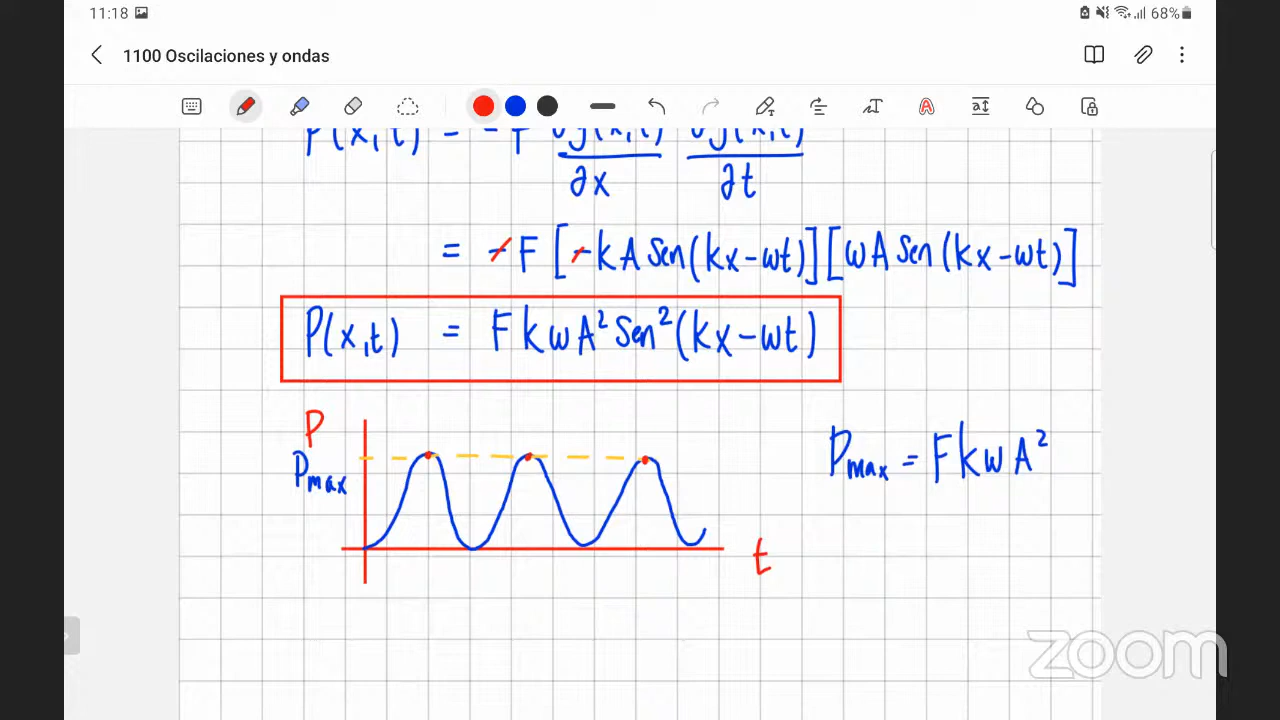 11:18 68%
1100 Oscilaciones y ondas
P(x,t) = - F ∂y(x,t)/∂x ∂y(x,t)/∂t
= -F [-kA Sen(kx-wt)][wA Sen(kx-wt)]
P(x,t) = FkwA² Sen²(kx-wt)
P
Pmax
Pmax = FkwA²
t
zoom